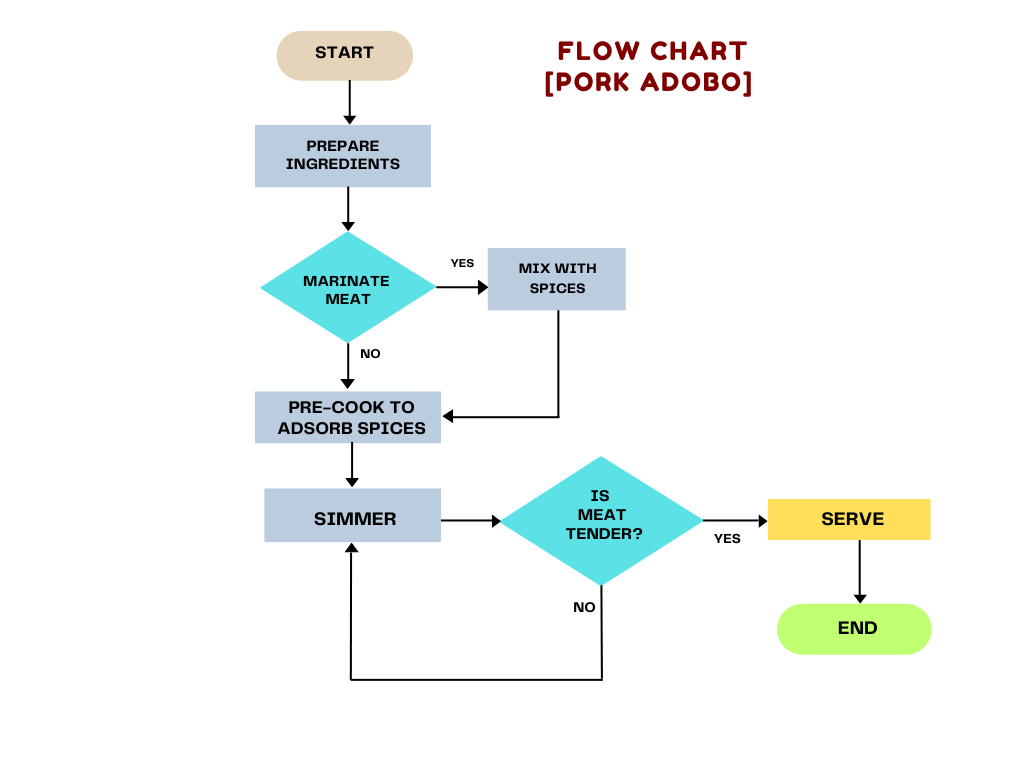 START
FLOW CHART
[PORK ADOBO]
PREPARE
INGREDIENTS
MARINATE
MEAT
YES
MIX WITH
SPICES
NO
PRE-COOK TO
ADSORB SPICES
SIMMER
IS
MEAT
TENDER?
YES
SERVE
NO
END